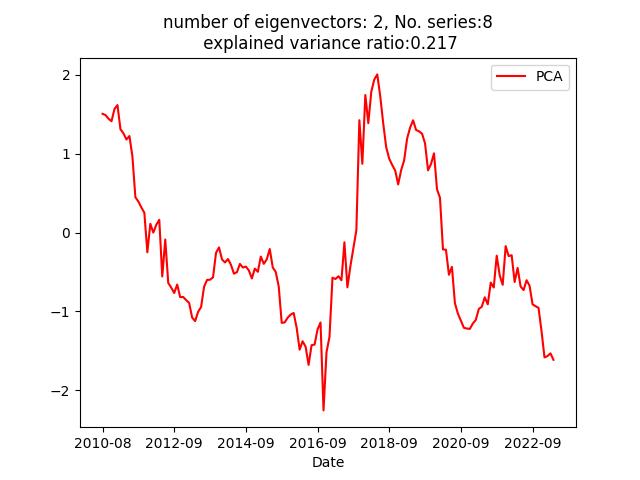 number of eigenvectors: 2, No. series:8
explained variance ratio:0.217
PCA
2
1
0
−1
−2
2010-08 2012-09 2014-09 2016-09 2018-09 2020-09 2022-09
Date